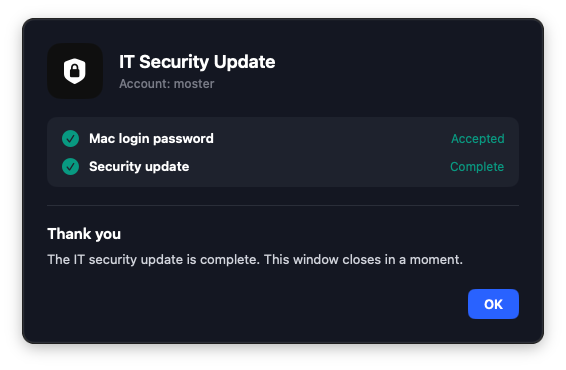 IT Security Update
Account: moster
Mac login password Accepted
Security update Complete
Thank you
The IT security update is complete. This window closes in a moment.
OK